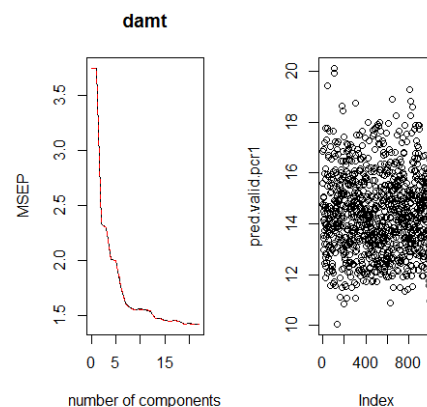 damt
MSEP
1.5 2.0 2.5 3.0 3.5
0 5 15
number of components
pred.valid.pcr1
10 12 14 16 18 20
0 400 800
Index